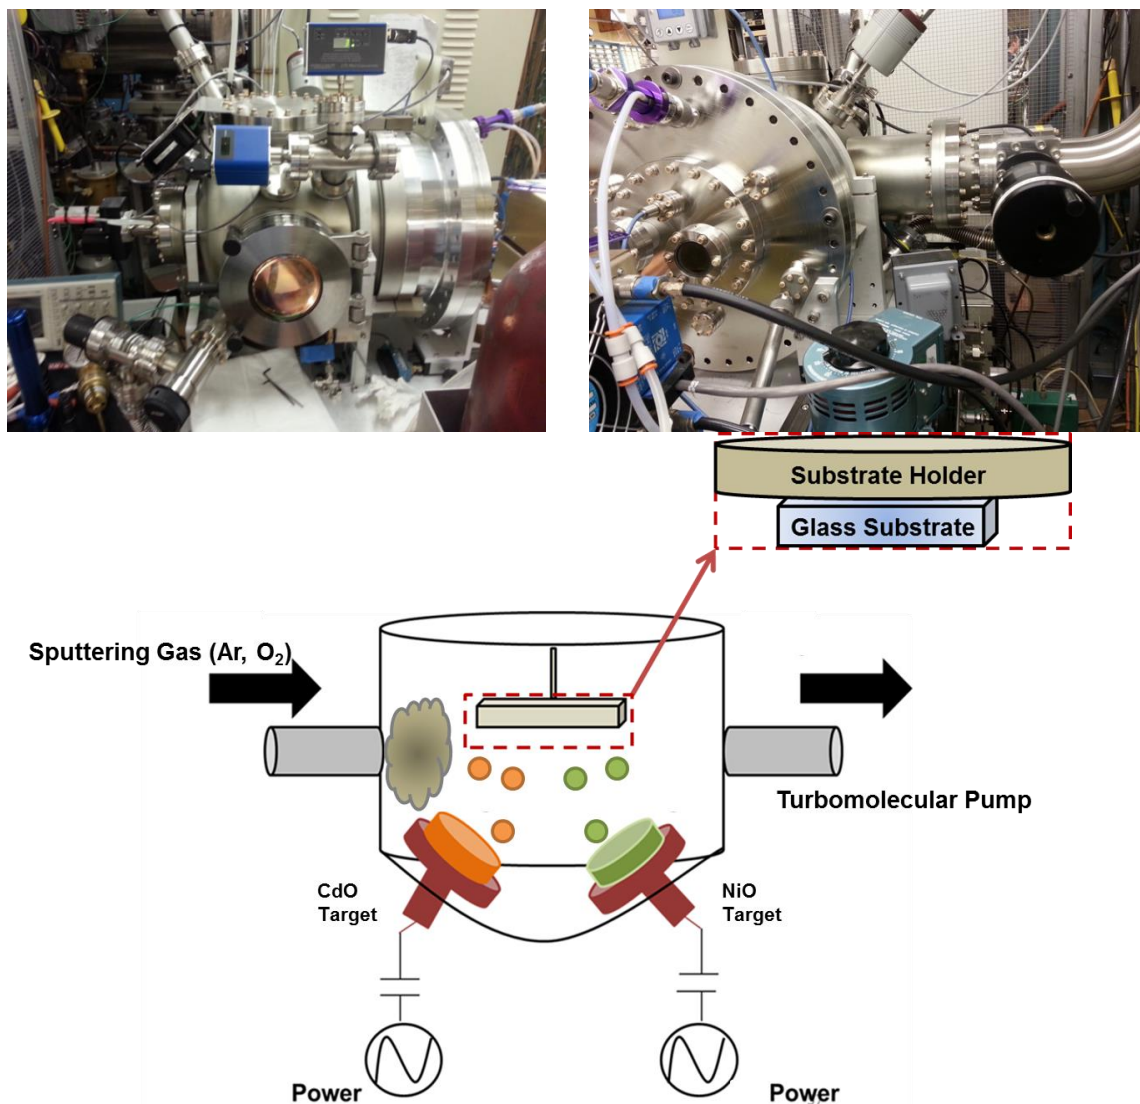 Substrate Holder
Glass Substrate
Sputtering Gas (Ar, O₂)
Turbomolecular Pump
CdO
Target
NiO
Target
Power
Power